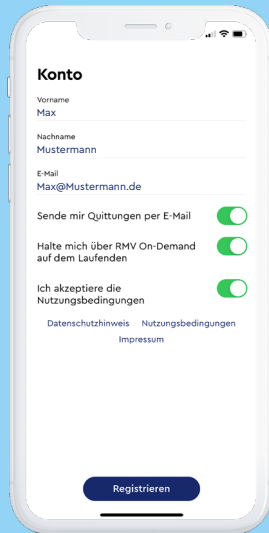 Konto
Vorname
Max
Nachname
Mustermann
E-Mail
Max@Mustermann.de
Sende mir Quittungen per E-Mail
Halte mich über RMV On-Demand
auf dem Laufenden
Ich akzeptiere die
Nutzungsbedingungen
Datenschutzhinweis Nutzungsbedingungen
Impressum
Registrieren